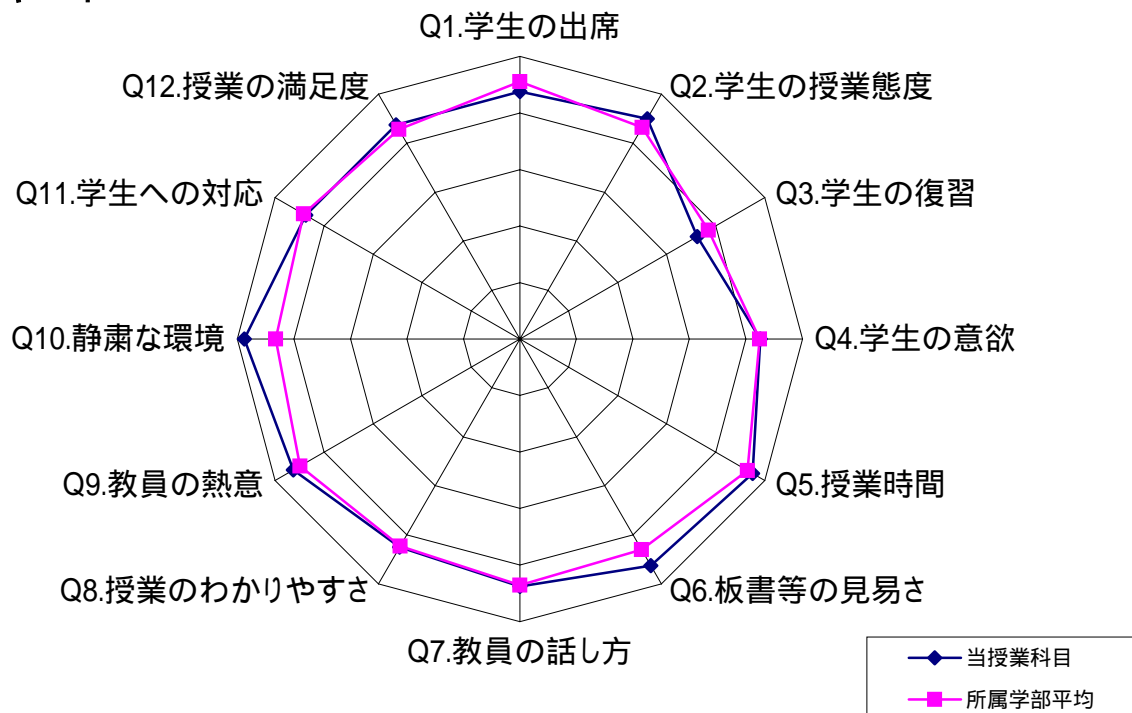 Q1.学生の出席
Q2.学生の授業態度
Q3.学生の復習
Q4.学生の意欲
Q5.授業時間
Q6.板書等の見易さ
Q7.教員の話し方
Q8.授業のわかりやすさ
Q9.教員の熱意
Q10.静粛な環境
Q11.学生への対応
Q12.授業の満足度
当授業科目
所属学部平均